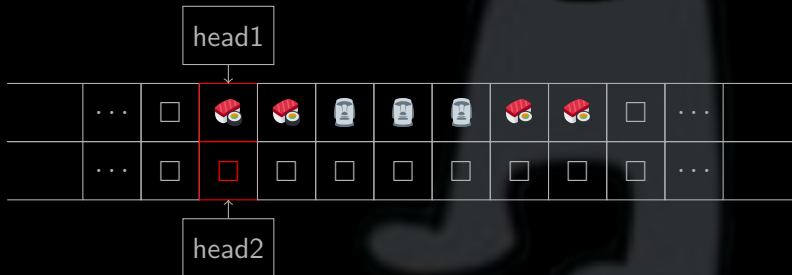 head1
··· □ 🍣 🍣 🗿 🗿 🗿 🍣 🍣 □ ···
··· □ □ □ □ □ □ □ □ □ ···
head2